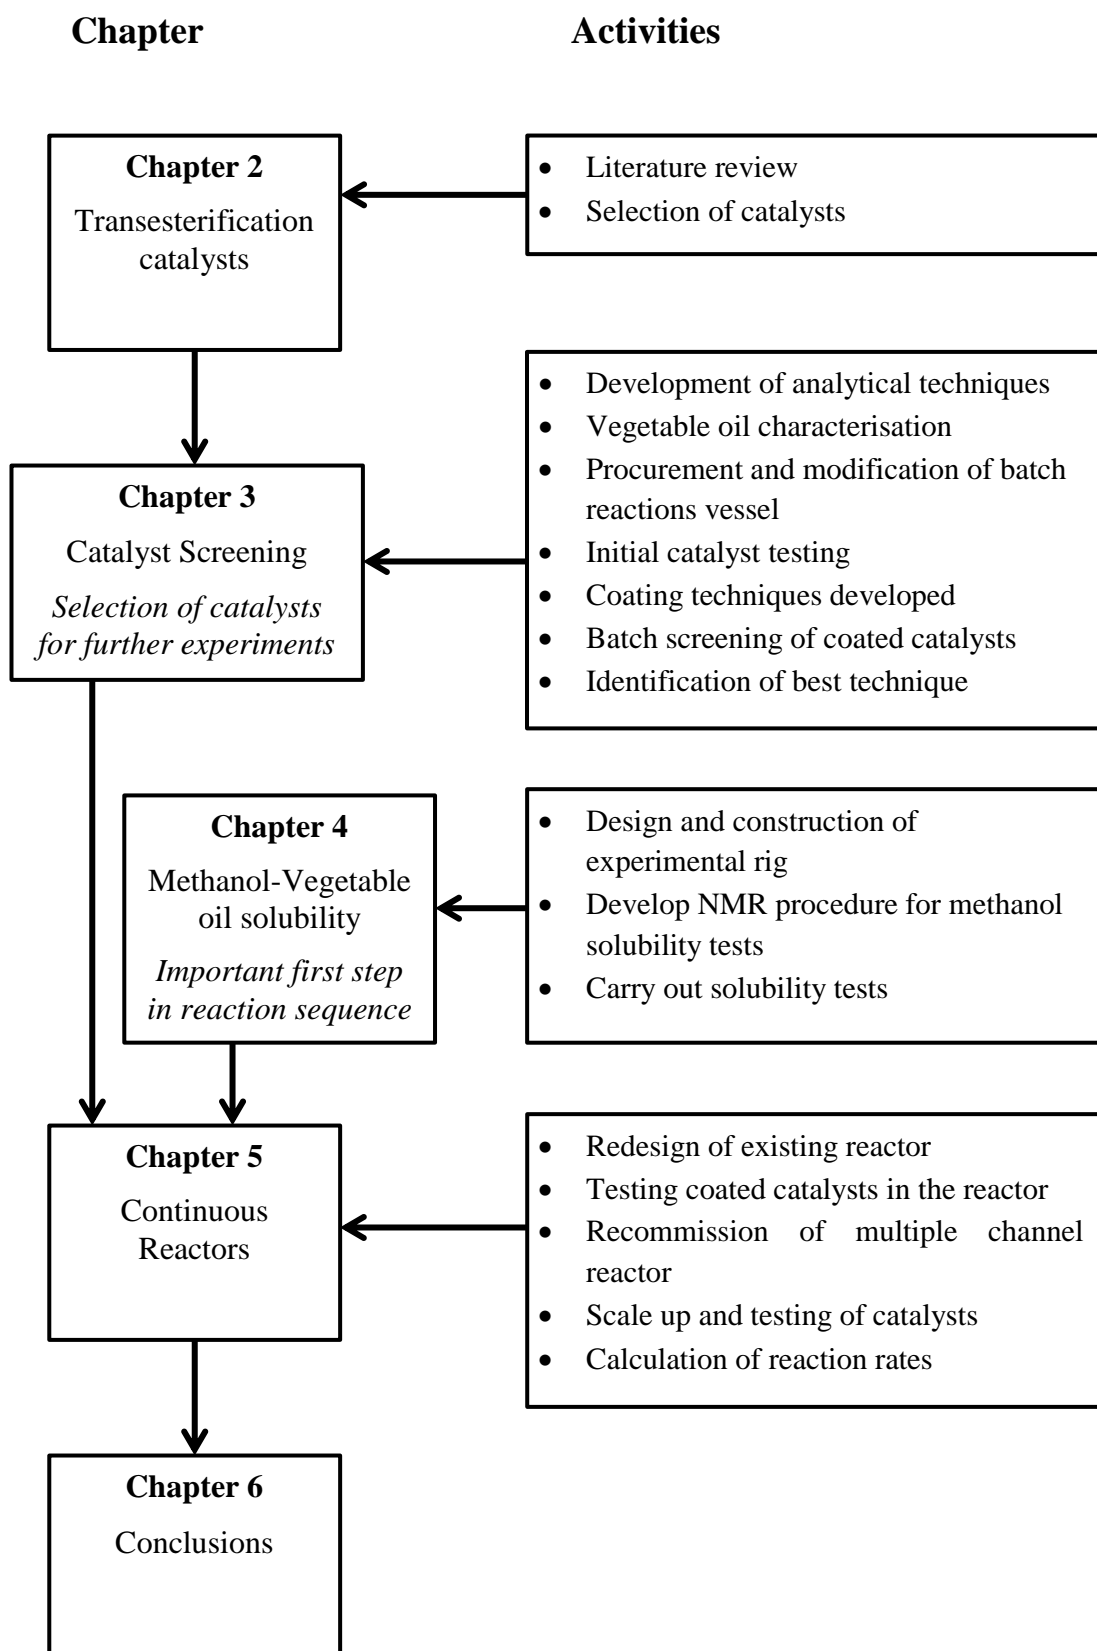 Chapter
Activities
Chapter 2
Transesterification
catalysts
• Literature review
• Selection of catalysts
Chapter 3
Catalyst Screening
Selection of catalysts
for further experiments
• Development of analytical techniques
• Vegetable oil characterisation
• Procurement and modification of batch
reactions vessel
• Initial catalyst testing
• Coating techniques developed
• Batch screening of coated catalysts
• Identification of best technique
Chapter 4
Methanol-Vegetable
oil solubility
Important first step
in reaction sequence
• Design and construction of
experimental rig
• Develop NMR procedure for methanol
solubility tests
• Carry out solubility tests
Chapter 5
Continuous
Reactors
• Redesign of existing reactor
• Testing coated catalysts in the reactor
• Recommission of multiple channel
reactor
• Scale up and testing of catalysts
• Calculation of reaction rates
Chapter 6
Conclusions